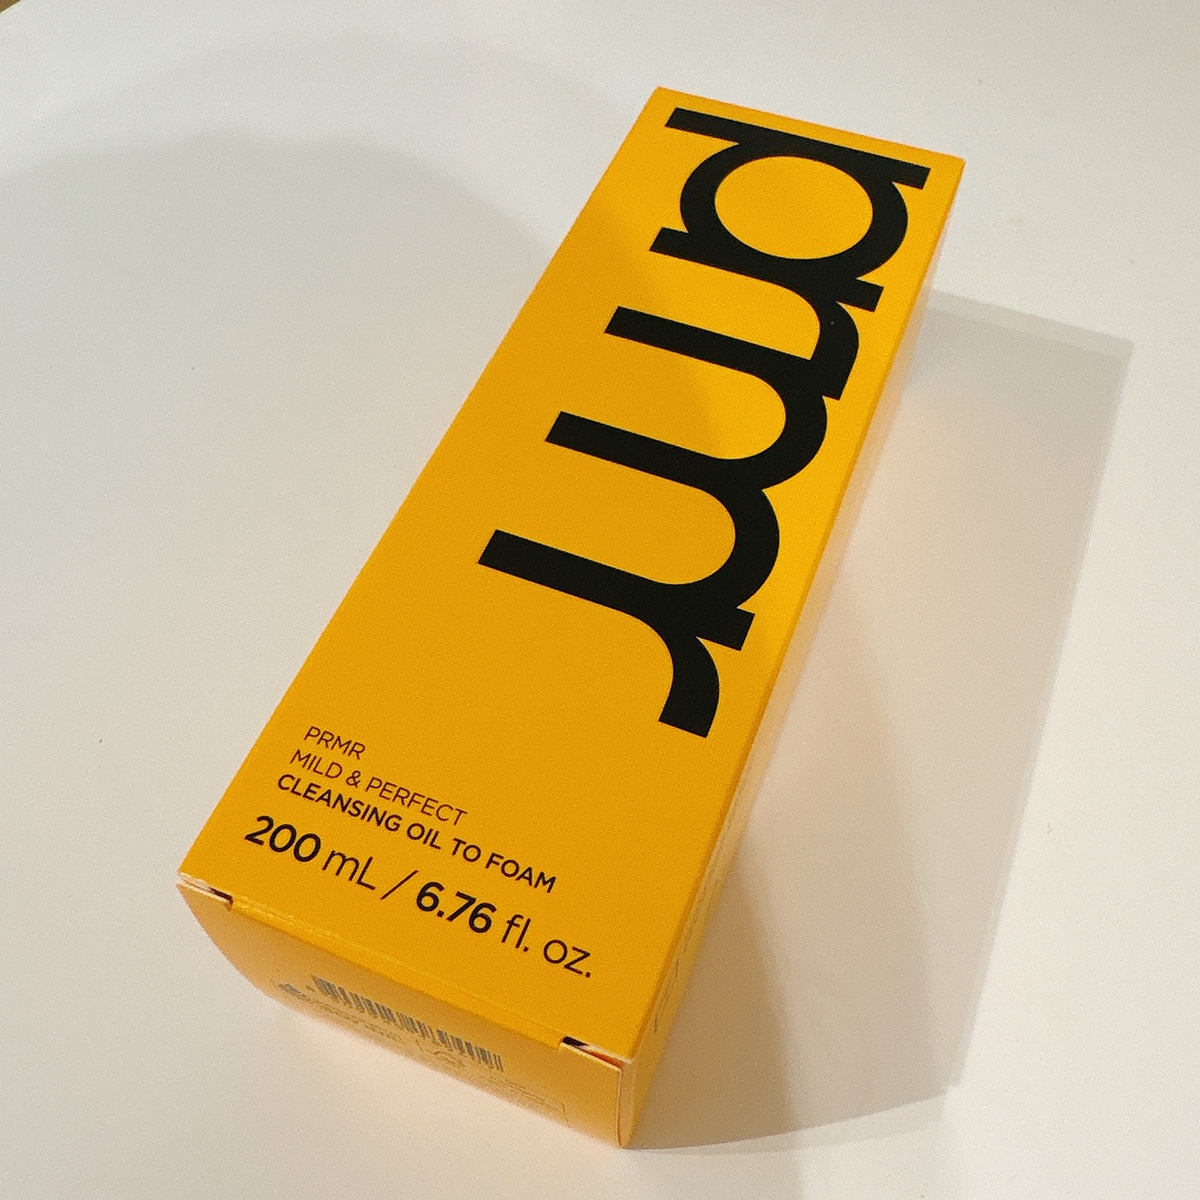 prmr
PRMR
MILD & PERFECT
CLEANSING OIL TO FOAM
200 mL / 6.76 fl. oz.